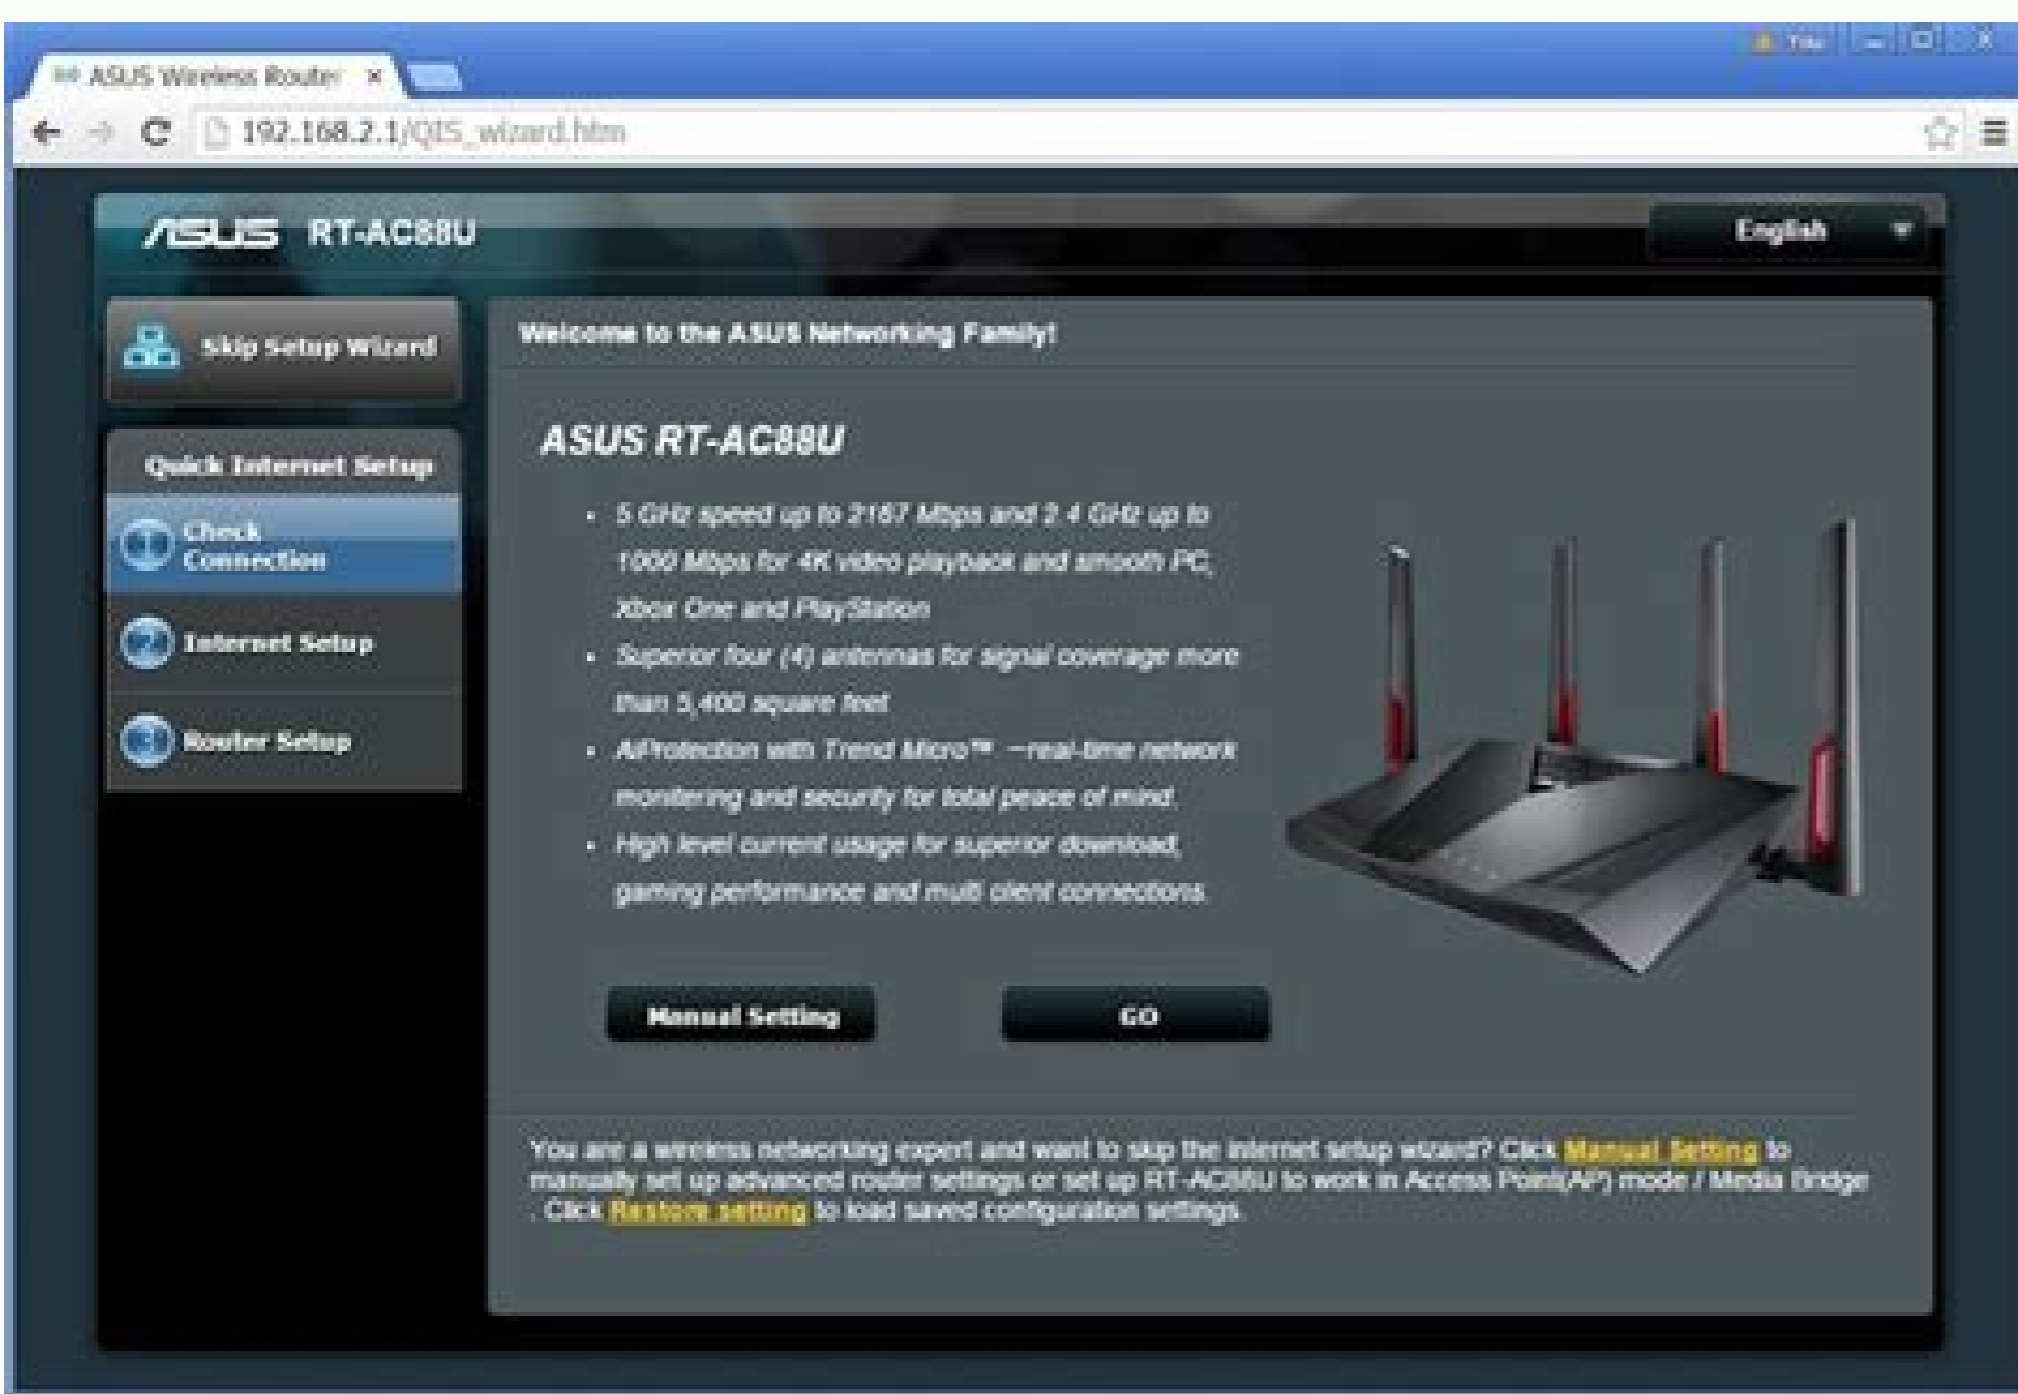 You
ASUS Wireless Router
192.168.2.1/QIS_wizard.htm
ASUS RT-AC88U
English
Skip Setup Wizard
Quick Internet Setup
1 Check
Connection
2 Internet Setup
3 Router Setup
Welcome to the ASUS Networking Family!
ASUS RT-AC88U
• 5 GHz speed up to 2167 Mbps and 2.4 GHz up to
1000 Mbps for 4K video playback and smooth PC,
Xbox One and PlayStation
• Superior four (4) antennas for signal coverage more
than 5,400 square feet
• AiProtection with Trend Micro™ —real-time network
monitering and security for total peace of mind.
• High level current usage for superior download,
gaming performance and multi client connections.
Manual Setting
GO
You are a wireless networking expert and want to skip the internet setup wizard? Click Manual Setting to
manually set up advanced router settings or set up RT-AC88U to work in Access Point(AP) mode / Media Bridge
. Click Restore setting to load saved configuration settings.